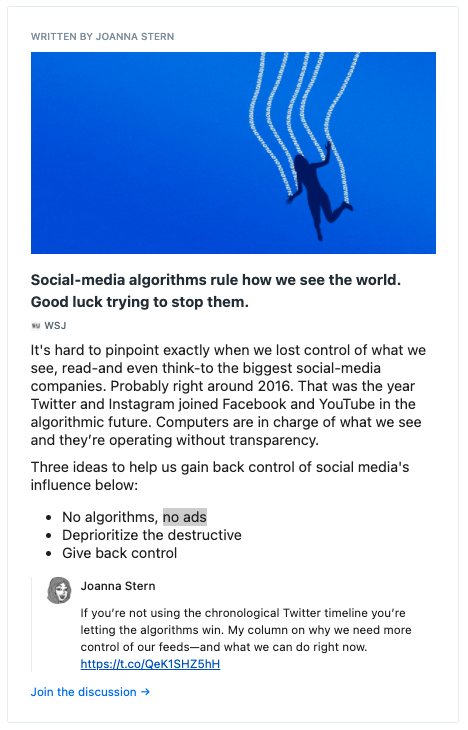 WRITTEN BY JOANNA STERN
Social-media algorithms rule how we see the world.
Good luck trying to stop them.
WSJ
It's hard to pinpoint exactly when we lost control of what we
see, read-and even think-to the biggest social-media
companies. Probably right around 2016. That was the year
Twitter and Instagram joined Facebook and YouTube in the
algorithmic future. Computers are in charge of what we see
and they’re operating without transparency.
Three ideas to help us gain back control of social media's
influence below:
• No algorithms, no ads
• Deprioritize the destructive
• Give back control
Joanna Stern
If you’re not using the chronological Twitter timeline you’re
letting the algorithms win. My column on why we need more
control of our feeds—and what we can do right now.
https://t.co/QeK1SHZ5hH
Join the discussion →